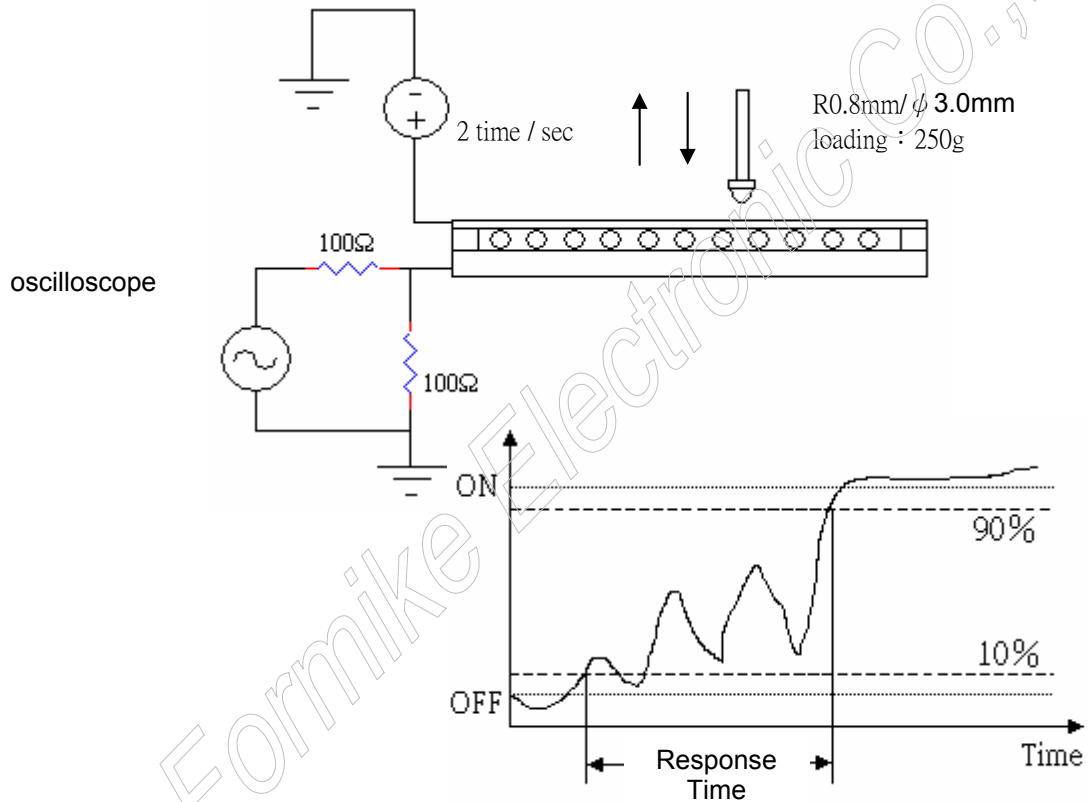 −
+
2 time / sec
R0.8mm/ϕ 3.0mm
loading：250g
100Ω
oscilloscope
100Ω
ON
90%
10%
OFF
Response
Time
Time
Formike Electronic Co.,